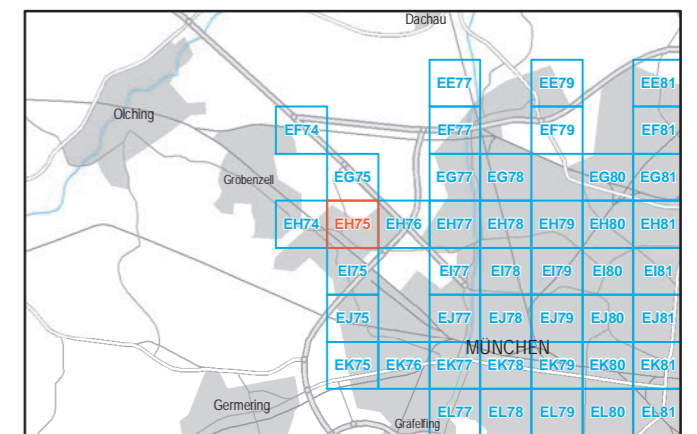 Dachau
EE77 EE79 EE81
Olching
EF74 EF77 EF79 EF81
Gröbenzell
EG75 EG77 EG78 EG80 EG81
EH74 EH75 EH76 EH77 EH78 EH79 EH80 EH81
EI75 EI77 EI78 EI79 EI80 EI81
EJ75 EJ77 EJ78 EJ79 EJ80 EJ81
MÜNCHEN
EK75 EK76 EK77 EK78 EK79 EK80 EK81
Germering
EL77 EL78 EL79 EL80 EL81
Gräfelfing